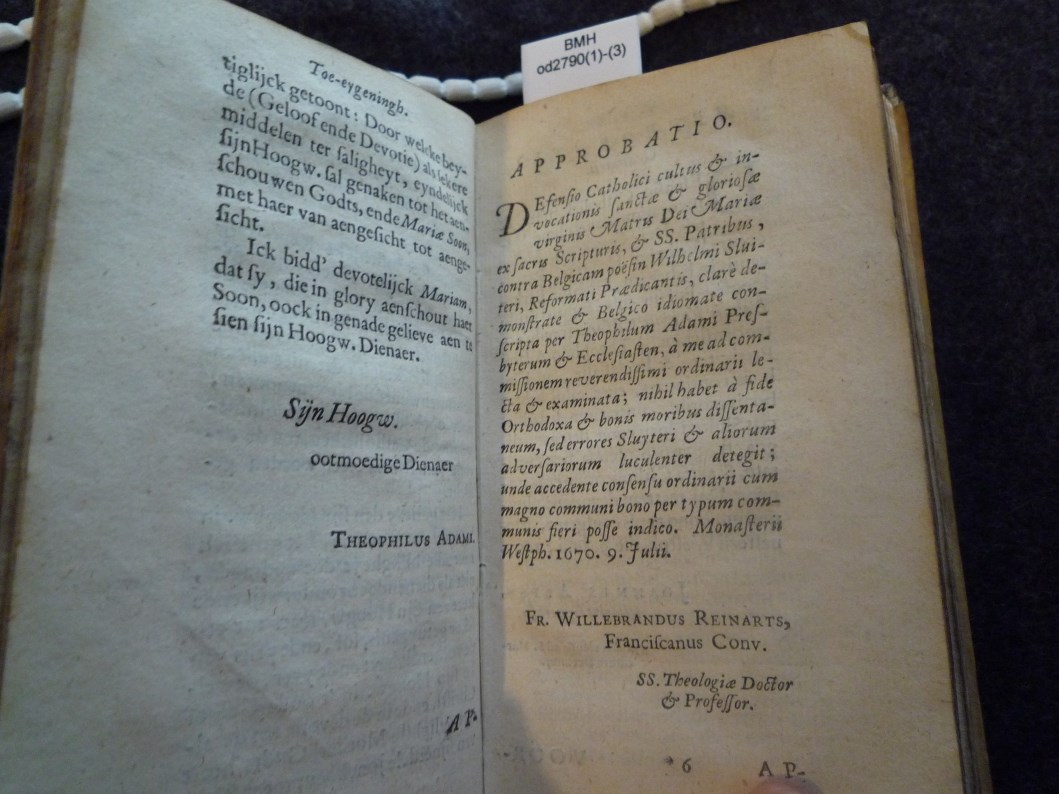 BMH
od2790(1)-(3)
Toe-eygeningh.
tiglijck getoont: Door welcke bey-
de (Geloof ende Devotie) als sekere
middelen ter saligheyt, eyndelijck
sijn Hoogw. sal genaken tot het aen-
schouwen Godts, ende Mariæ Soon,
met haer van aengesicht tot aenge-
sicht.
Ick bidd' devotelijck Mariam,
dat sy, die in glory aenschout haer
Soon, oock in genade gelieve aen te
sien sijn Hoogw. Dienaer.
Sijn Hoogw.
ootmoedige Dienaer
THEOPHILUS ADAMI.
AP-
APPROBATIO.
DEfensio Catholici cultus & in-
vocationis sanctæ & gloriosæ
virginis Matris Dei Mariæ
ex sacris Scripturis, & SS. Patribus,
contra Belgicam poësin Wilhelmi Slui-
teri, Reformati Prædicantis, clarè de-
monstrate & Belgico idiomate con-
scripta per Theophilum Adami Pres-
byterum & Ecclesiasten, à me ad com-
missionem reverendissimi ordinarii le-
cta & examinata; nihil habet à fide
Orthodoxa & bonis moribus dissenta-
neum, sed errores Sluyteri & aliorum
adversariorum luculenter detegit;
unde accedente consensu ordinarii cum
magno communi bono per typum com-
munis fieri posse indico. Monasterii
Westph. 1670. 9. Julii.
FR. WILLEBRANDUS REINARTS,
Franciscanus Conv.
SS. Theologiæ Doctor
& Professor.
* 6 AP-